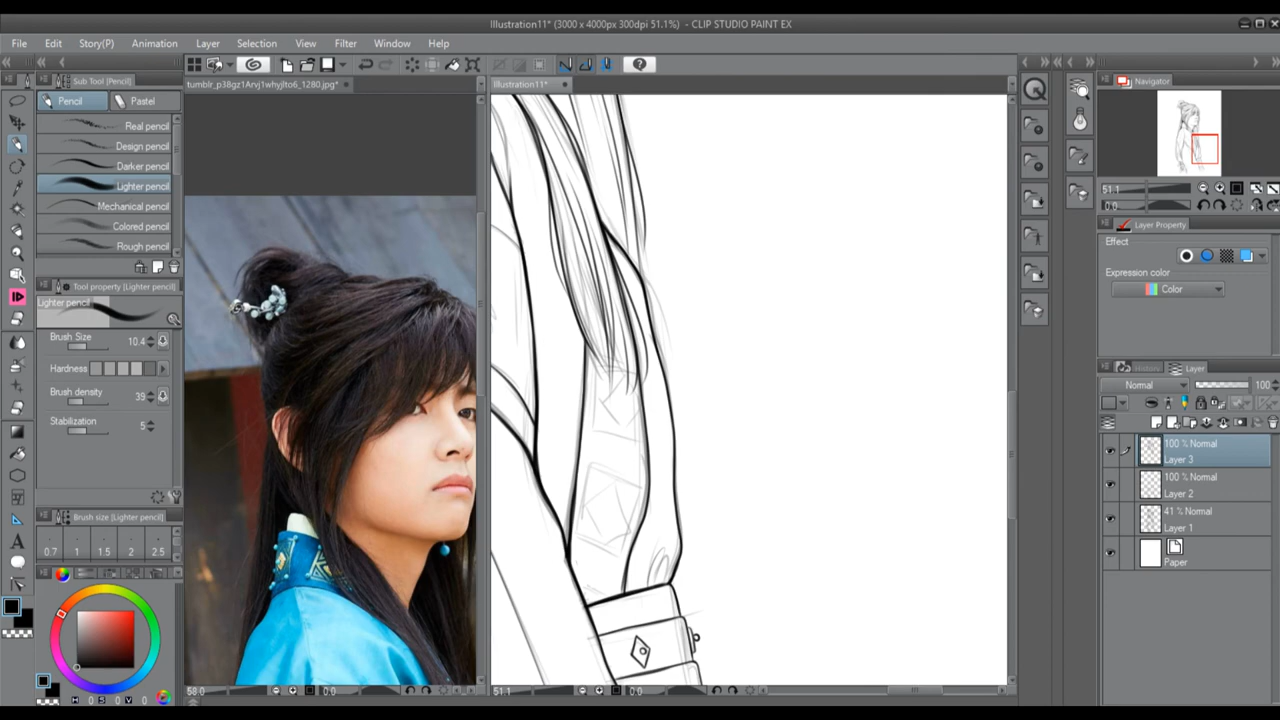 Illustration11* (3000 x 4000px 300dpi 51.1%) - CLIP STUDIO PAINT EX
File Edit Story(P) Animation Layer Selection View Filter Window Help
Sub Tool [Pencil]
tumblr_p38gz1Arvj1whyjlto6_1280.jpg*
Illustration11*
Navigator
Pencil Pastel
Real pencil
Design pencil
Darker pencil
Lighter pencil
Mechanical pencil
Colored pencil
Rough pencil
51.1
0.0
Layer Property
Effect
Expression color
Color
Tool property [Lighter pencil]
Lighter pencil
Brush Size 10.4
Hardness
Brush density 39
Stabilization 5
History Layer
Normal 100
100 % Normal
Layer 3
100 % Normal
Layer 2
41 % Normal
Layer 1
Paper
Brush size [Lighter pencil]
0.7 1 1.5 2 2.5
H 0 S 0 V 0
58.0 0.0
51.1 0.0